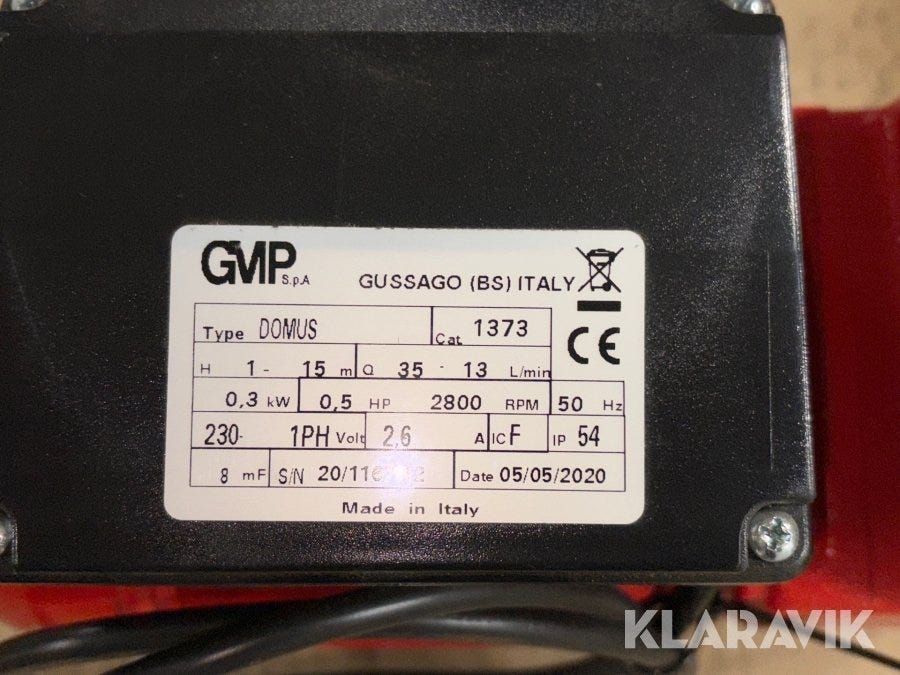 GMP S.p.A
GUSSAGO (BS) ITALY
CE
Type DOMUS Cat. 1373
H 1 - 15 m Q 35 - 13 L/min
0,3 kW 0,5 HP 2800 RPM 50 Hz
230- 1PH Volt 2,6 A IC F IP 54
8 mF S/N Date 05/05/2020
Made in Italy
KLARAVIK